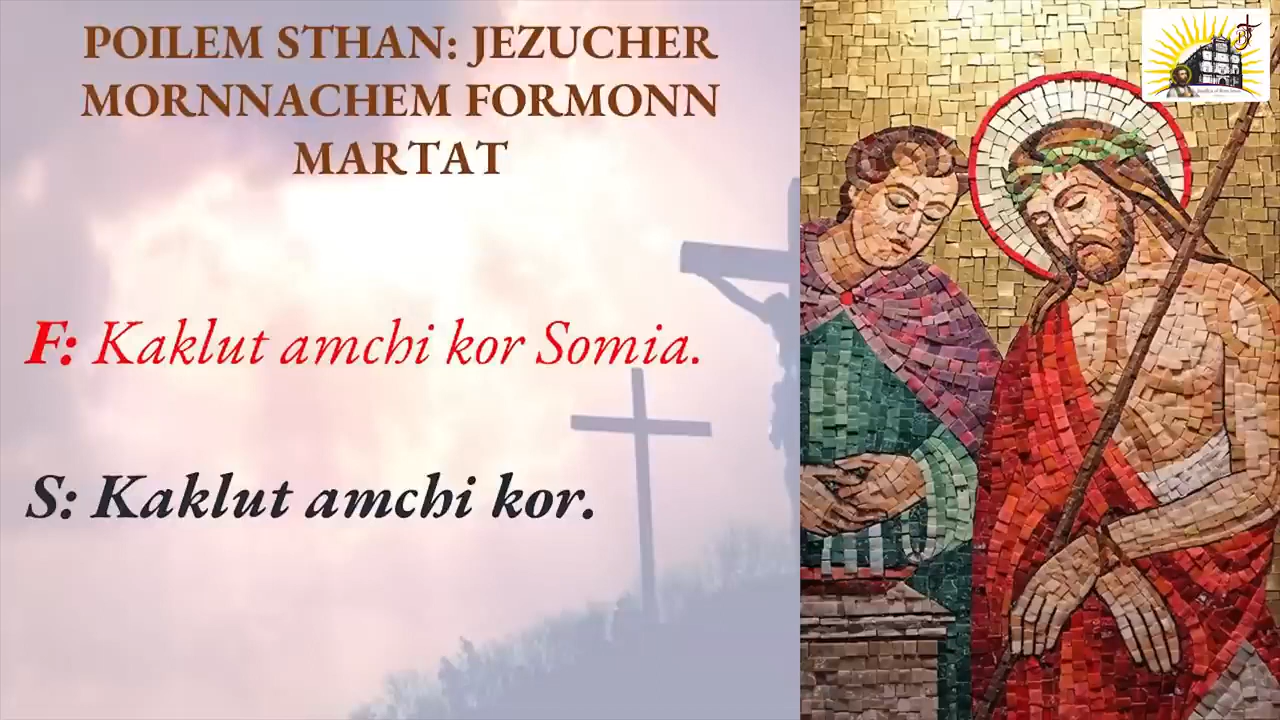 POILEM STHAN: JEZUCHER
MORNNACHEM FORMONN
MARTAT
F: Kaklut amchi kor Somia.
S: Kaklut amchi kor.